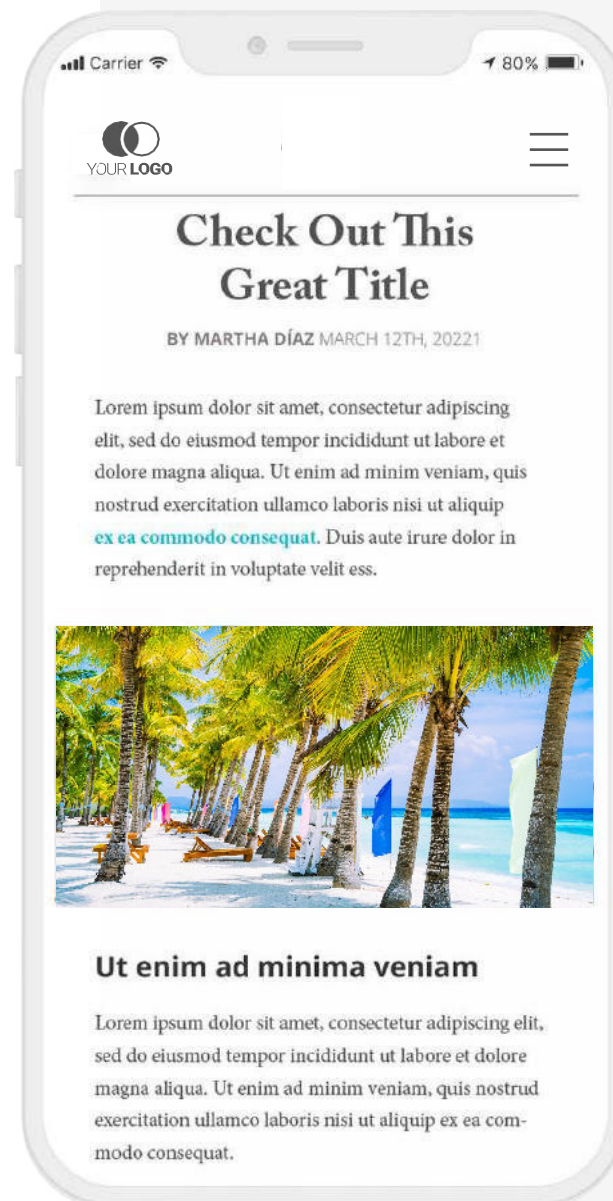 Carrier
80%
YOUR LOGO
Check Out This
Great Title
BY MARTHA DÍAZ MARCH 12TH, 20221
Lorem ipsum dolor sit amet, consectetur adipiscing
elit, sed do eiusmod tempor incididunt ut labore et
dolore magna aliqua. Ut enim ad minim veniam, quis
nostrud exercitation ullamco laboris nisi ut aliquip
ex ea commodo consequat. Duis aute irure dolor in
reprehenderit in voluptate velit ess.
Ut enim ad minima veniam
Lorem ipsum dolor sit amet, consectetur adipiscing elit,
sed do eiusmod tempor incididunt ut labore et dolore
magna aliqua. Ut enim ad minim veniam, quis nostrud
exercitation ullamco laboris nisi ut aliquip ex ea com-
modo consequat.